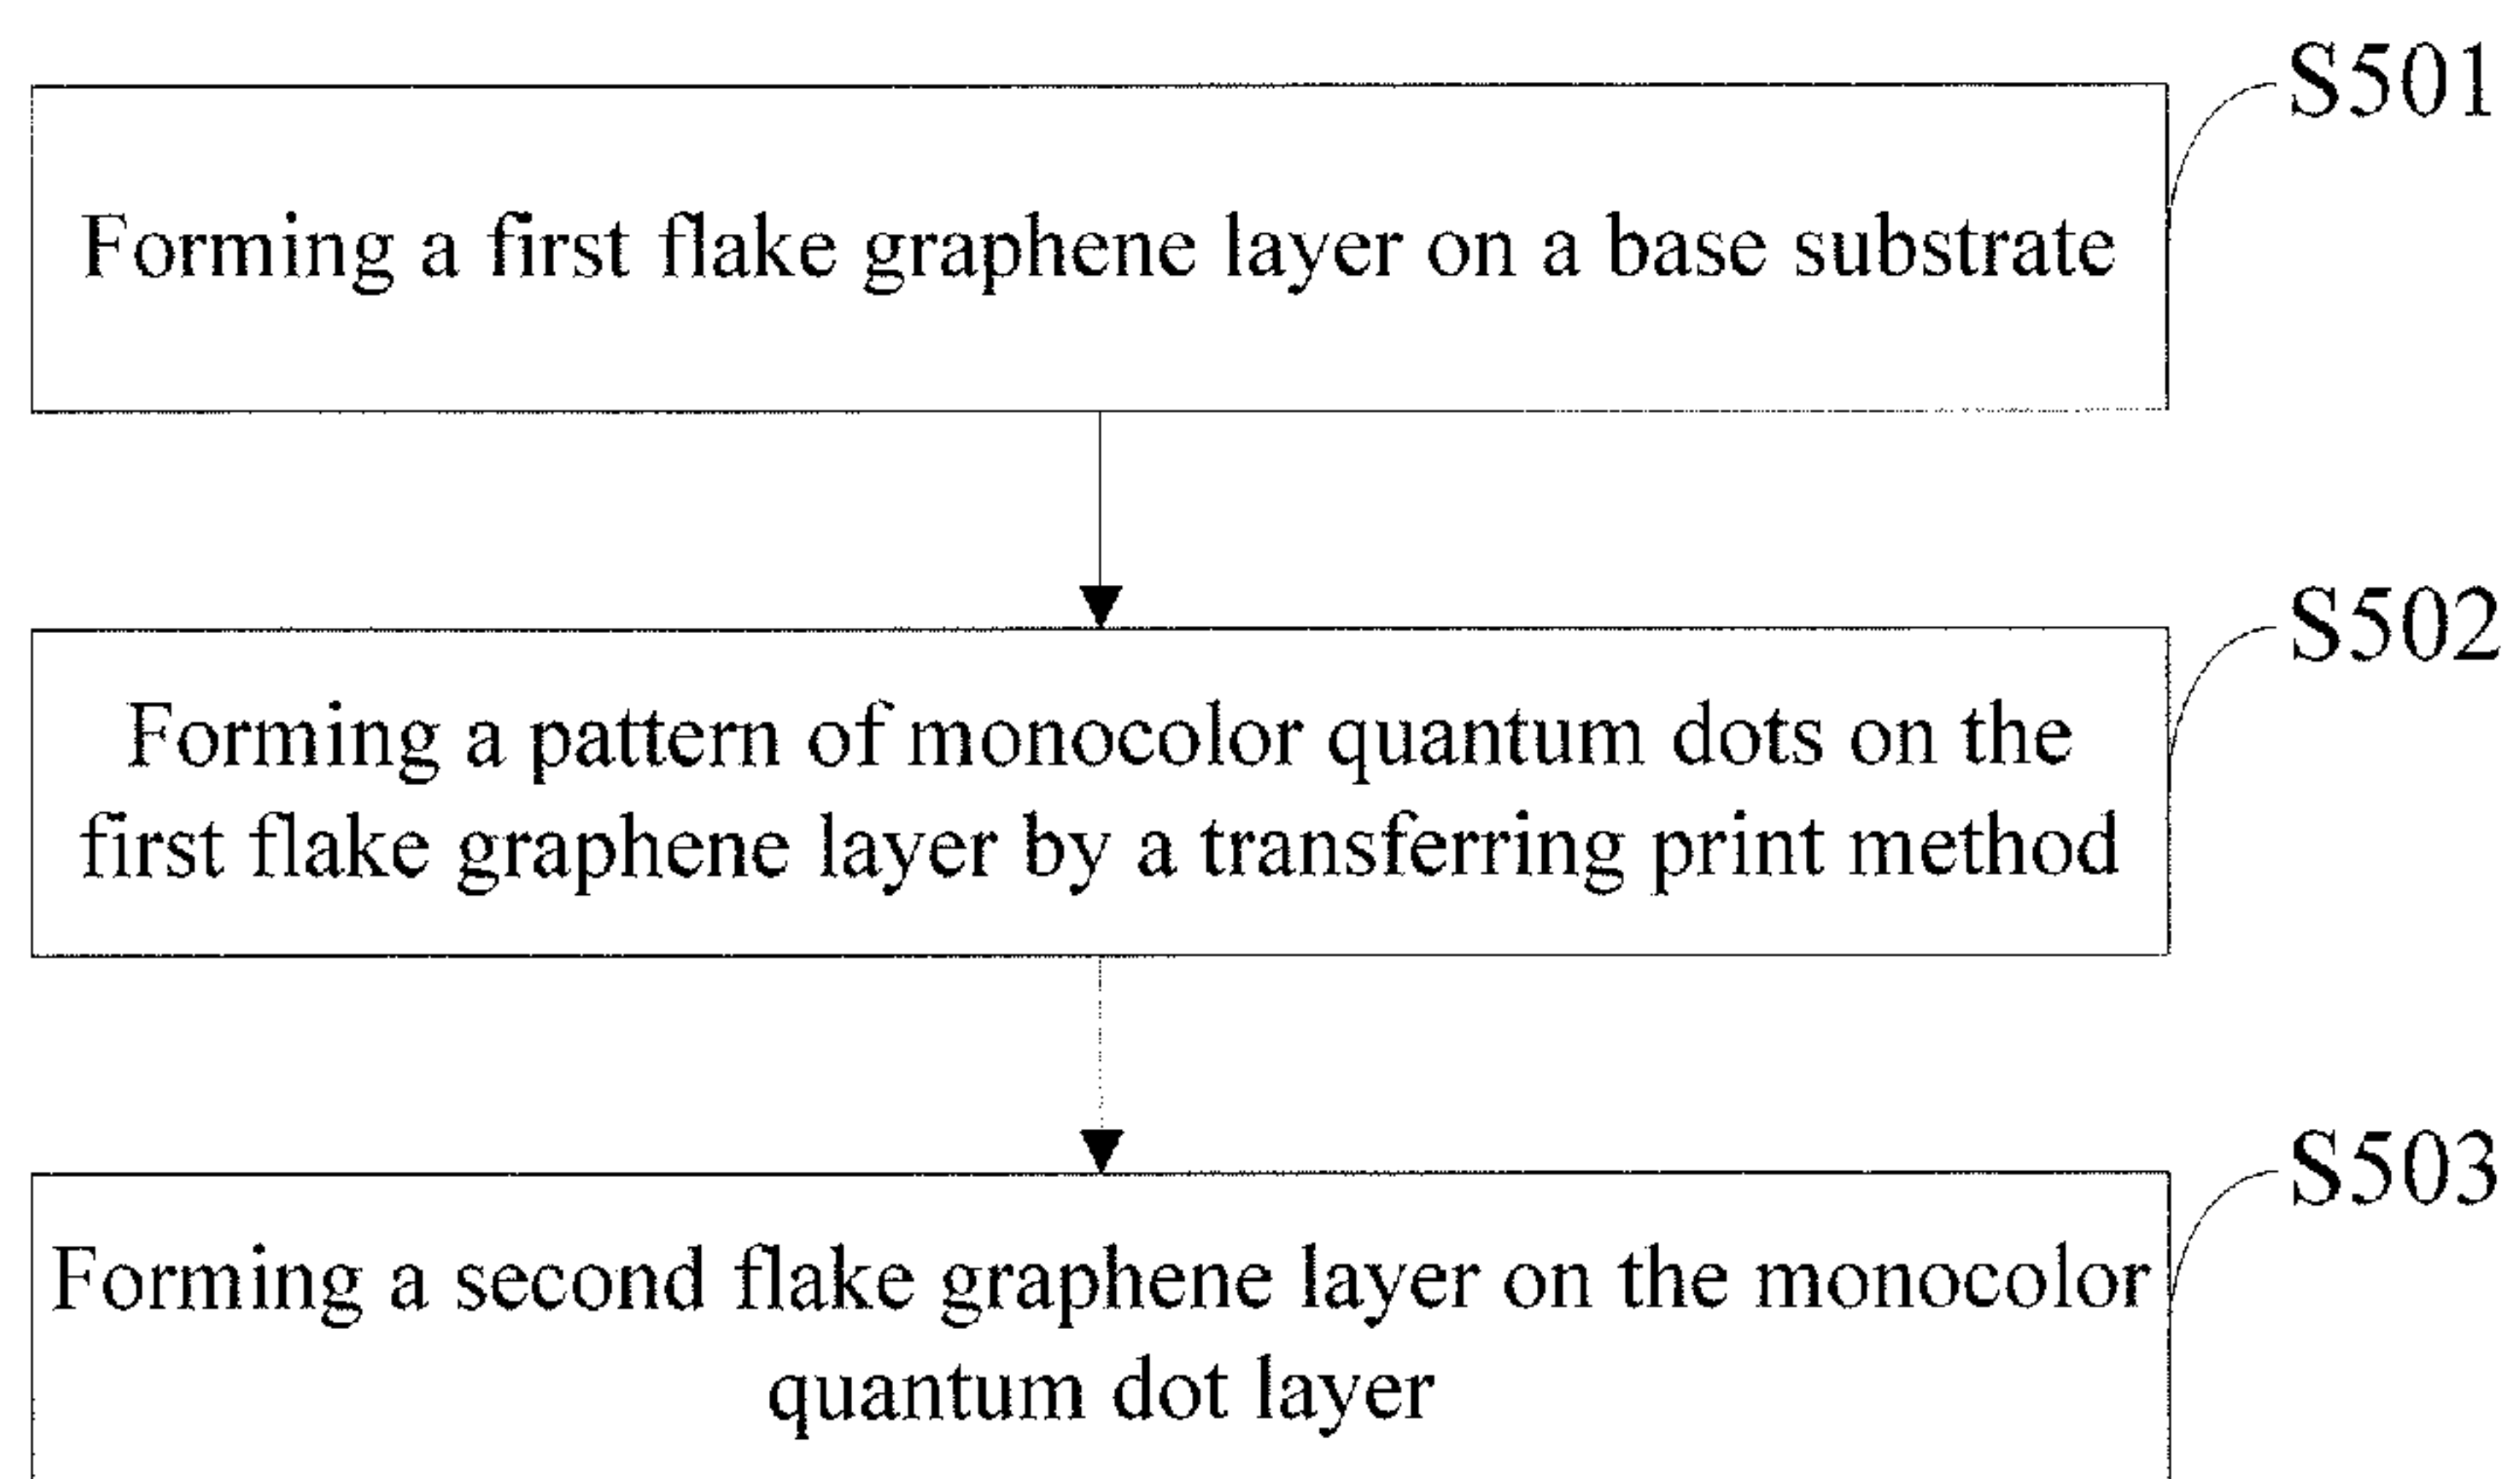 S501
Forming a first flake graphene layer on a base substrate
S502
Forming a pattern of monocolor quantum dots on the
first flake graphene layer by a transferring print method
S503
Forming a second flake graphene layer on the monocolor
quantum dot layer